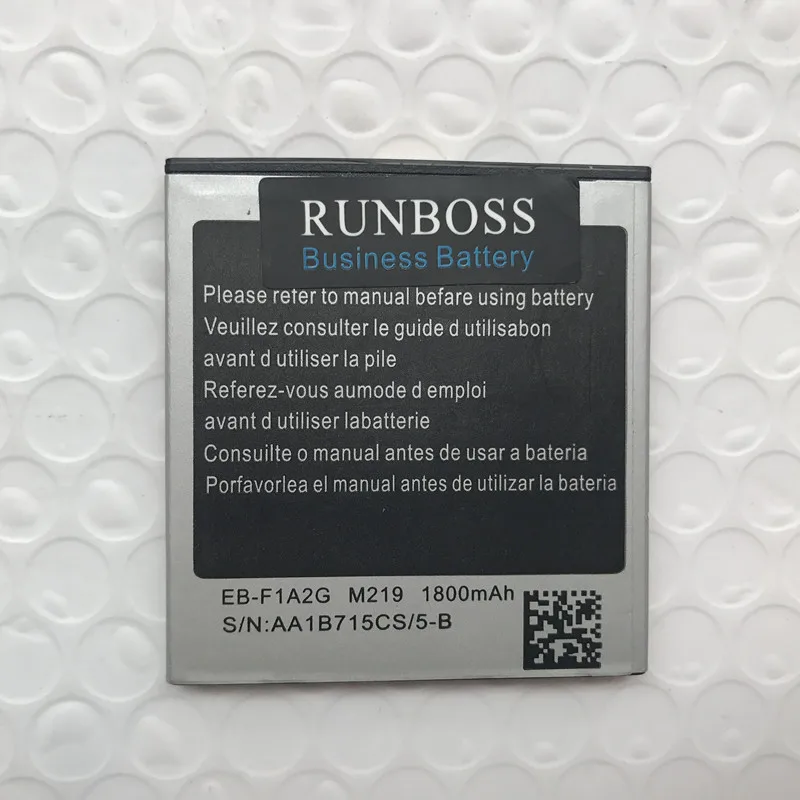 RUNBOSS
Business Battery
Please refer to manual befare using battery
Veuillez consulter le guide d utilisabon
avant d utiliser la pile
Referez-vous aumode d emploi
avant d utiliser labatterie
Consuilte o manual antes de usar a bateria
Porfavorlea el manual antes de utilizar la bateria
EB-F1A2G M219 1800mAh
S/N:AA1B715CS/5-B